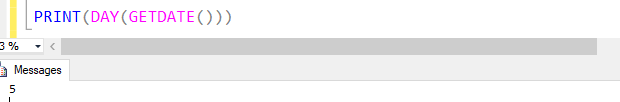 PRINT(DAY(GETDATE()))
3 %
Messages
5